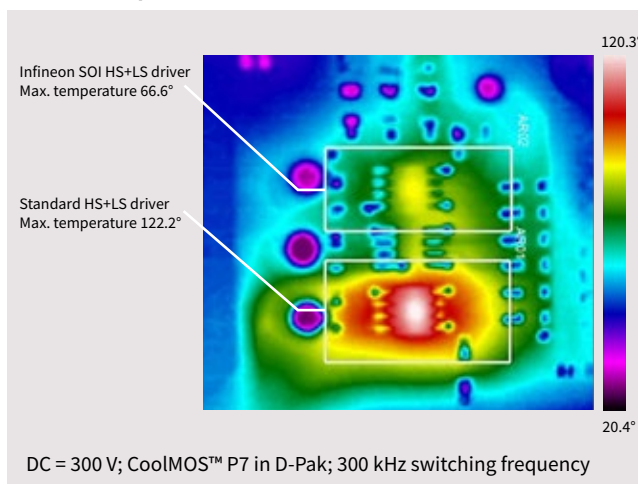 Infineon SOI HS+LS driver
Max. temperature 66.6°
Standard HS+LS driver
Max. temperature 122.2°
120.3°
AR02
AR01
20.4°
DC = 300 V; CoolMOS™ P7 in D-Pak; 300 kHz switching frequency